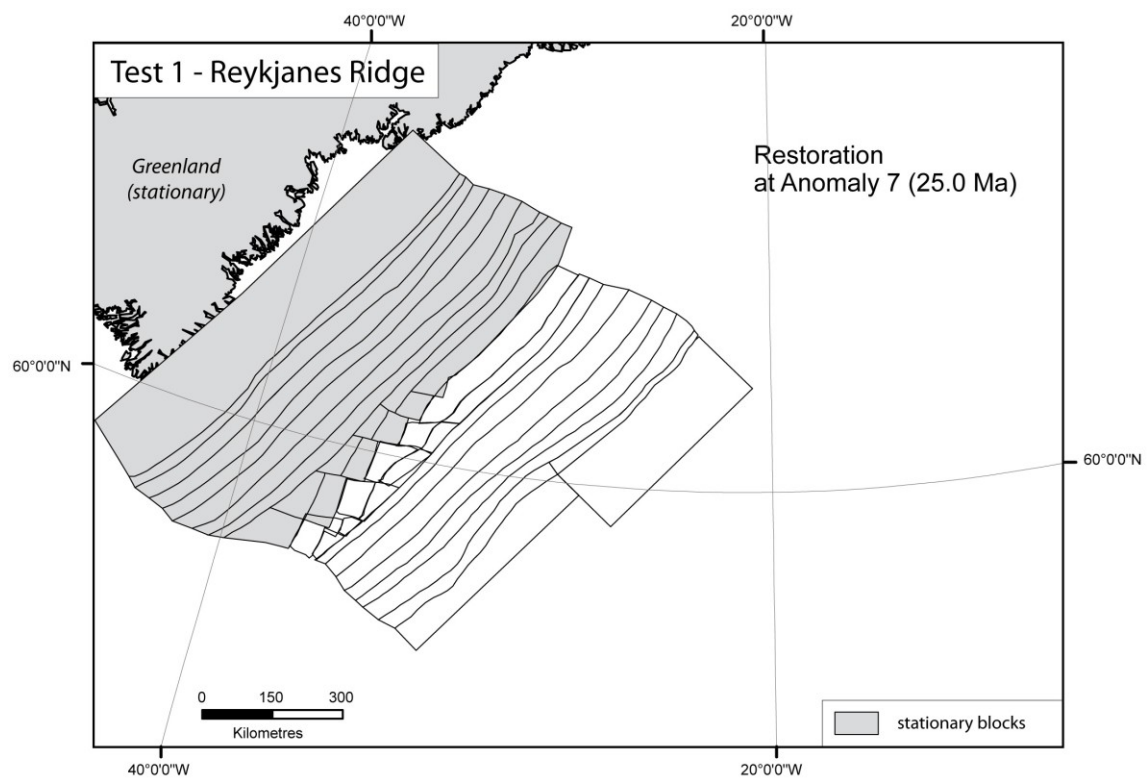 40°0'0"W
20°0'0"W
Test 1 - Reykjanes Ridge
Greenland
(stationary)
Restoration
at Anomaly 7 (25.0 Ma)
60°0'0"N
60°0'0"N
0 150 300
Kilometres
stationary blocks
40°0'0"W
20°0'0"W